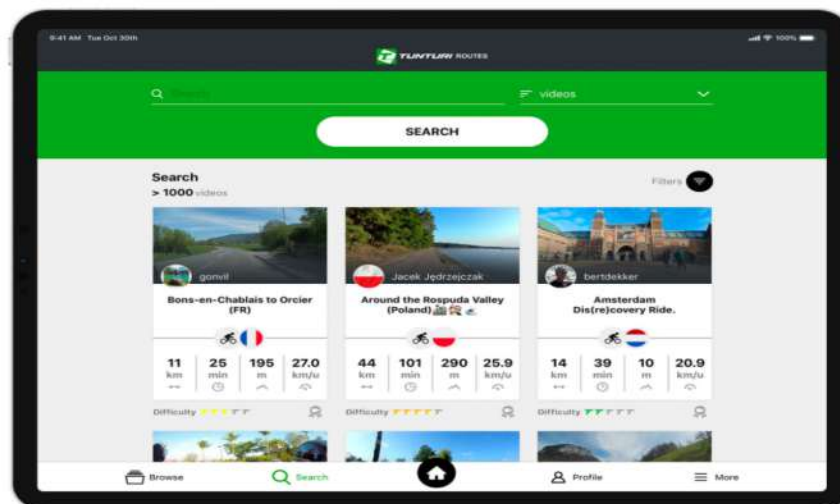 9:41 AM Tue Oct 30th
100%
TUNTURI ROUTES
videos
SEARCH
Search
> 1000 videos
Filters
gonvil
Jacek Jędrzejczak
bertdekker
Bons-en-Chablais to Orcier
(FR)
Around the Rospuda Valley
(Poland)
Amsterdam
Dis(re)covery Ride.
11 25 195 27.0
km min m km/u
44 101 290 25.9
km min m km/u
14 39 10 20.9
km min m km/u
Difficulty
Difficulty
Difficulty
Browse
Search
Profile
More